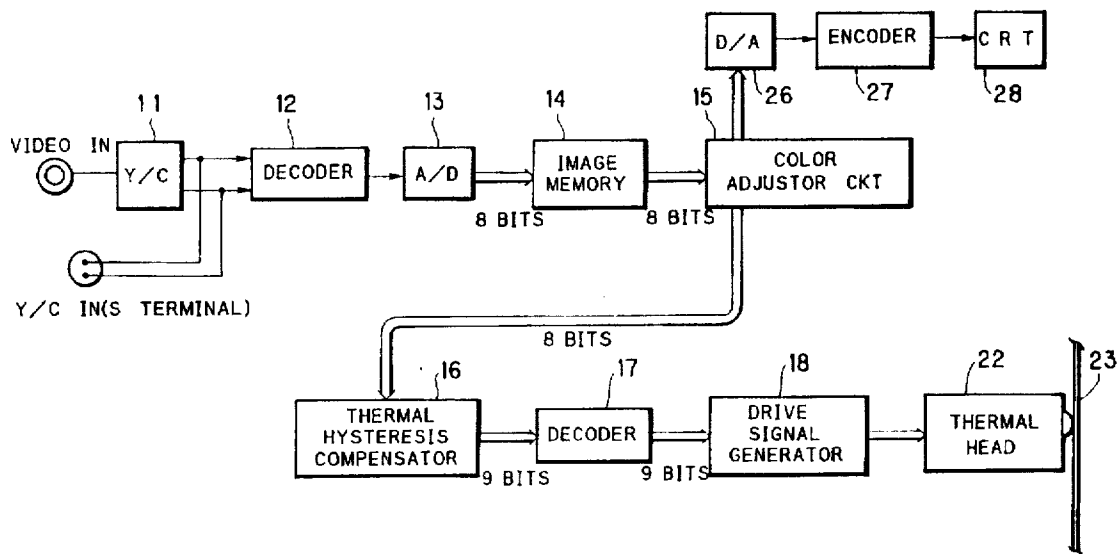 D/A
ENCODER
C R T
26
27
28
11
12
13
14
15
VIDEO IN
Y/C
DECODER
A/D
IMAGE
MEMORY
COLOR
ADJUSTOR CKT
8 BITS
8 BITS
Y/C IN(S TERMINAL)
8 BITS
16
17
18
22
23
THERMAL
HYSTERESIS
COMPENSATOR
DECODER
DRIVE
SIGNAL
GENERATOR
THERMAL
HEAD
9 BITS
9 BITS